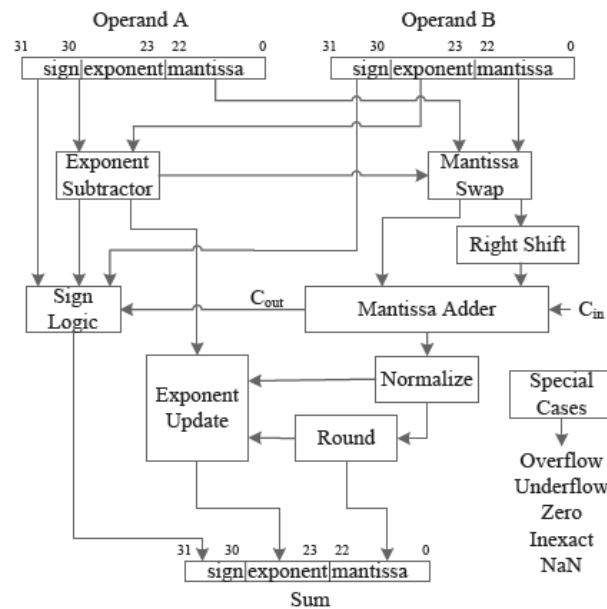 Operand A Operand B
31 30 23 22 0 31 30 23 22 0
sign exponent mantissa sign exponent mantissa
Exponent Subtractor
Mantissa Swap
Right Shift
Sign Logic
Cout
Mantissa Adder
Cin
Exponent Update
Normalize
Round
Special Cases
Overflow
Underflow
Zero
Inexact
NaN
31 30 23 22 0
sign exponent mantissa
Sum